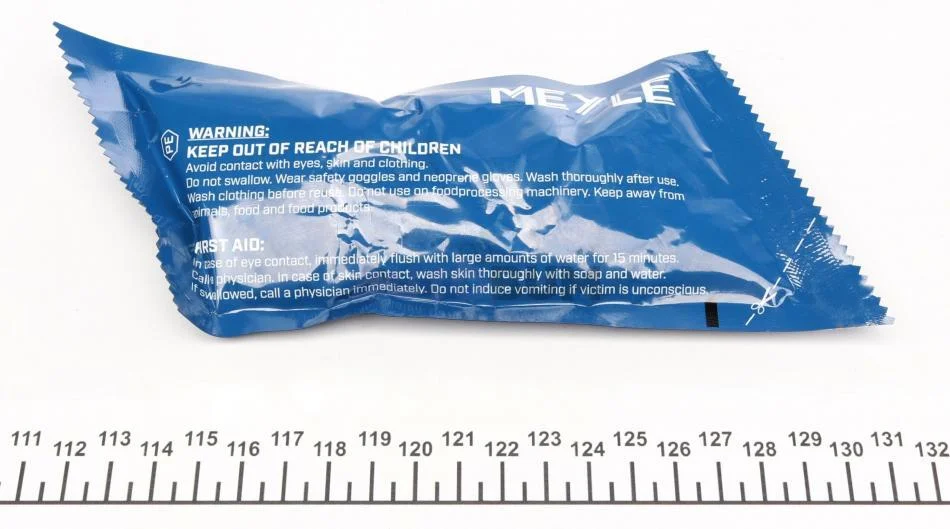 MEYLE
PE
WARNING:
KEEP OUT OF REACH OF CHILDREN
Avoid contact with eyes, skin and clothing.
Do not swallow. Wear safety goggles and neoprene gloves. Wash thoroughly after use.
Wash clothing before reuse. Do not use on foodprocessing machinery. Keep away from
animals, food and food products.
FIRST AID:
In case of eye contact, immediately flush with large amounts of water for 15 minutes.
Call physician. In case of skin contact, wash skin thoroughly with soap and water.
If swallowed, call a physician immediately. Do not induce vomiting if victim is unconscious.
111 112 113 114 115 116 117 118 119 120 121 122 123 124 125 126 127 128 129 130 131 132